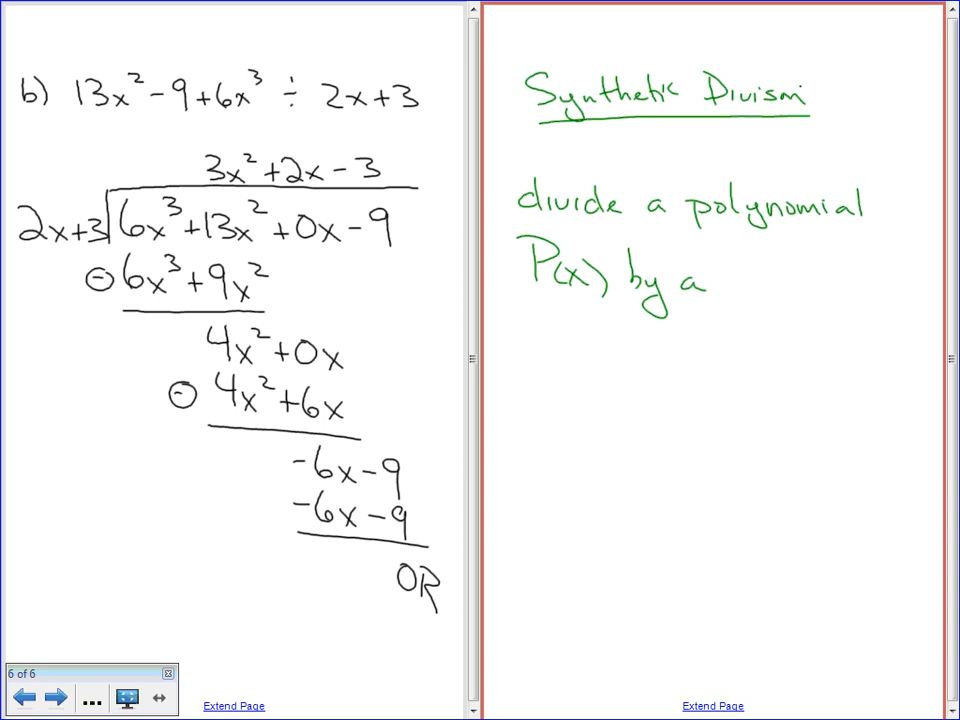 b) 13x² - 9 + 6x³ ÷ 2x + 3
3x² + 2x - 3
2x+3 6x³ + 13x² + 0x - 9
⊖ 6x³ + 9x²
4x² + 0x
⊖ 4x² + 6x
-6x - 9
-6x - 9
0R
6 of 6
...
Extend Page
Synthetic Division
divide a polynomial
P(x) by a
Extend Page